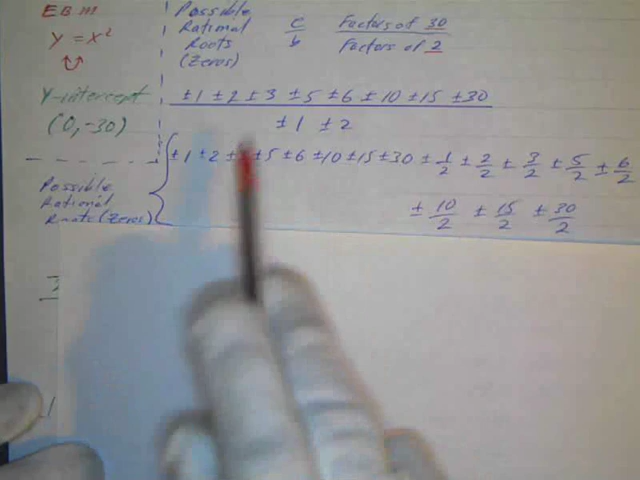 EBM
y = x²
Y-intercept
(0, -30)
Possible
Rational
Roots
(Zeros)
c/b
Factors of 30
Factors of 2
±1 ±2 ±3 ±5 ±6 ±10 ±15 ±30
±1 ±2
Possible
Rational
Roots (Zeros)
±1 ±2 ±5 ±6 ±10 ±15 ±30 ± 1/2 ± 2/2 ± 3/2 ± 5/2 ± 6/2
± 10/2 ± 15/2 ± 30/2